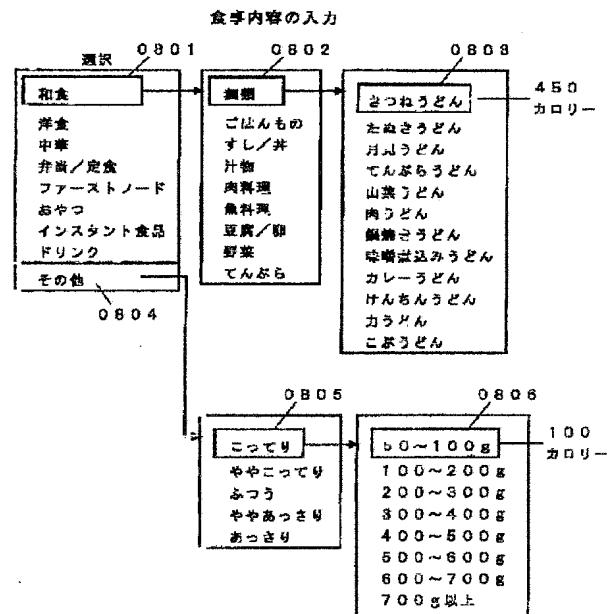 食事内容の入力
0801
0802
0803
選択
和食
洋食
中華
弁当／定食
ファーストフード
おやつ
インスタント食品
ドリンク
その他
0804
麺類
ごはんもの
すし／丼
汁物
肉料理
魚料理
豆腐／卵
野菜
てんぷら
きつねうどん
たぬきうどん
月見うどん
てんぷらうどん
山菜うどん
肉うどん
鍋焼きうどん
味噌煮込みうどん
カレーうどん
けんちんうどん
力うどん
こぶうどん
450
カロリー
0805
0806
こってり
ややこってり
ふつう
ややあっさり
あっさり
50～100g
100～200g
200～300g
300～400g
400～500g
500～600g
600～700g
700g以上
100
カロリー